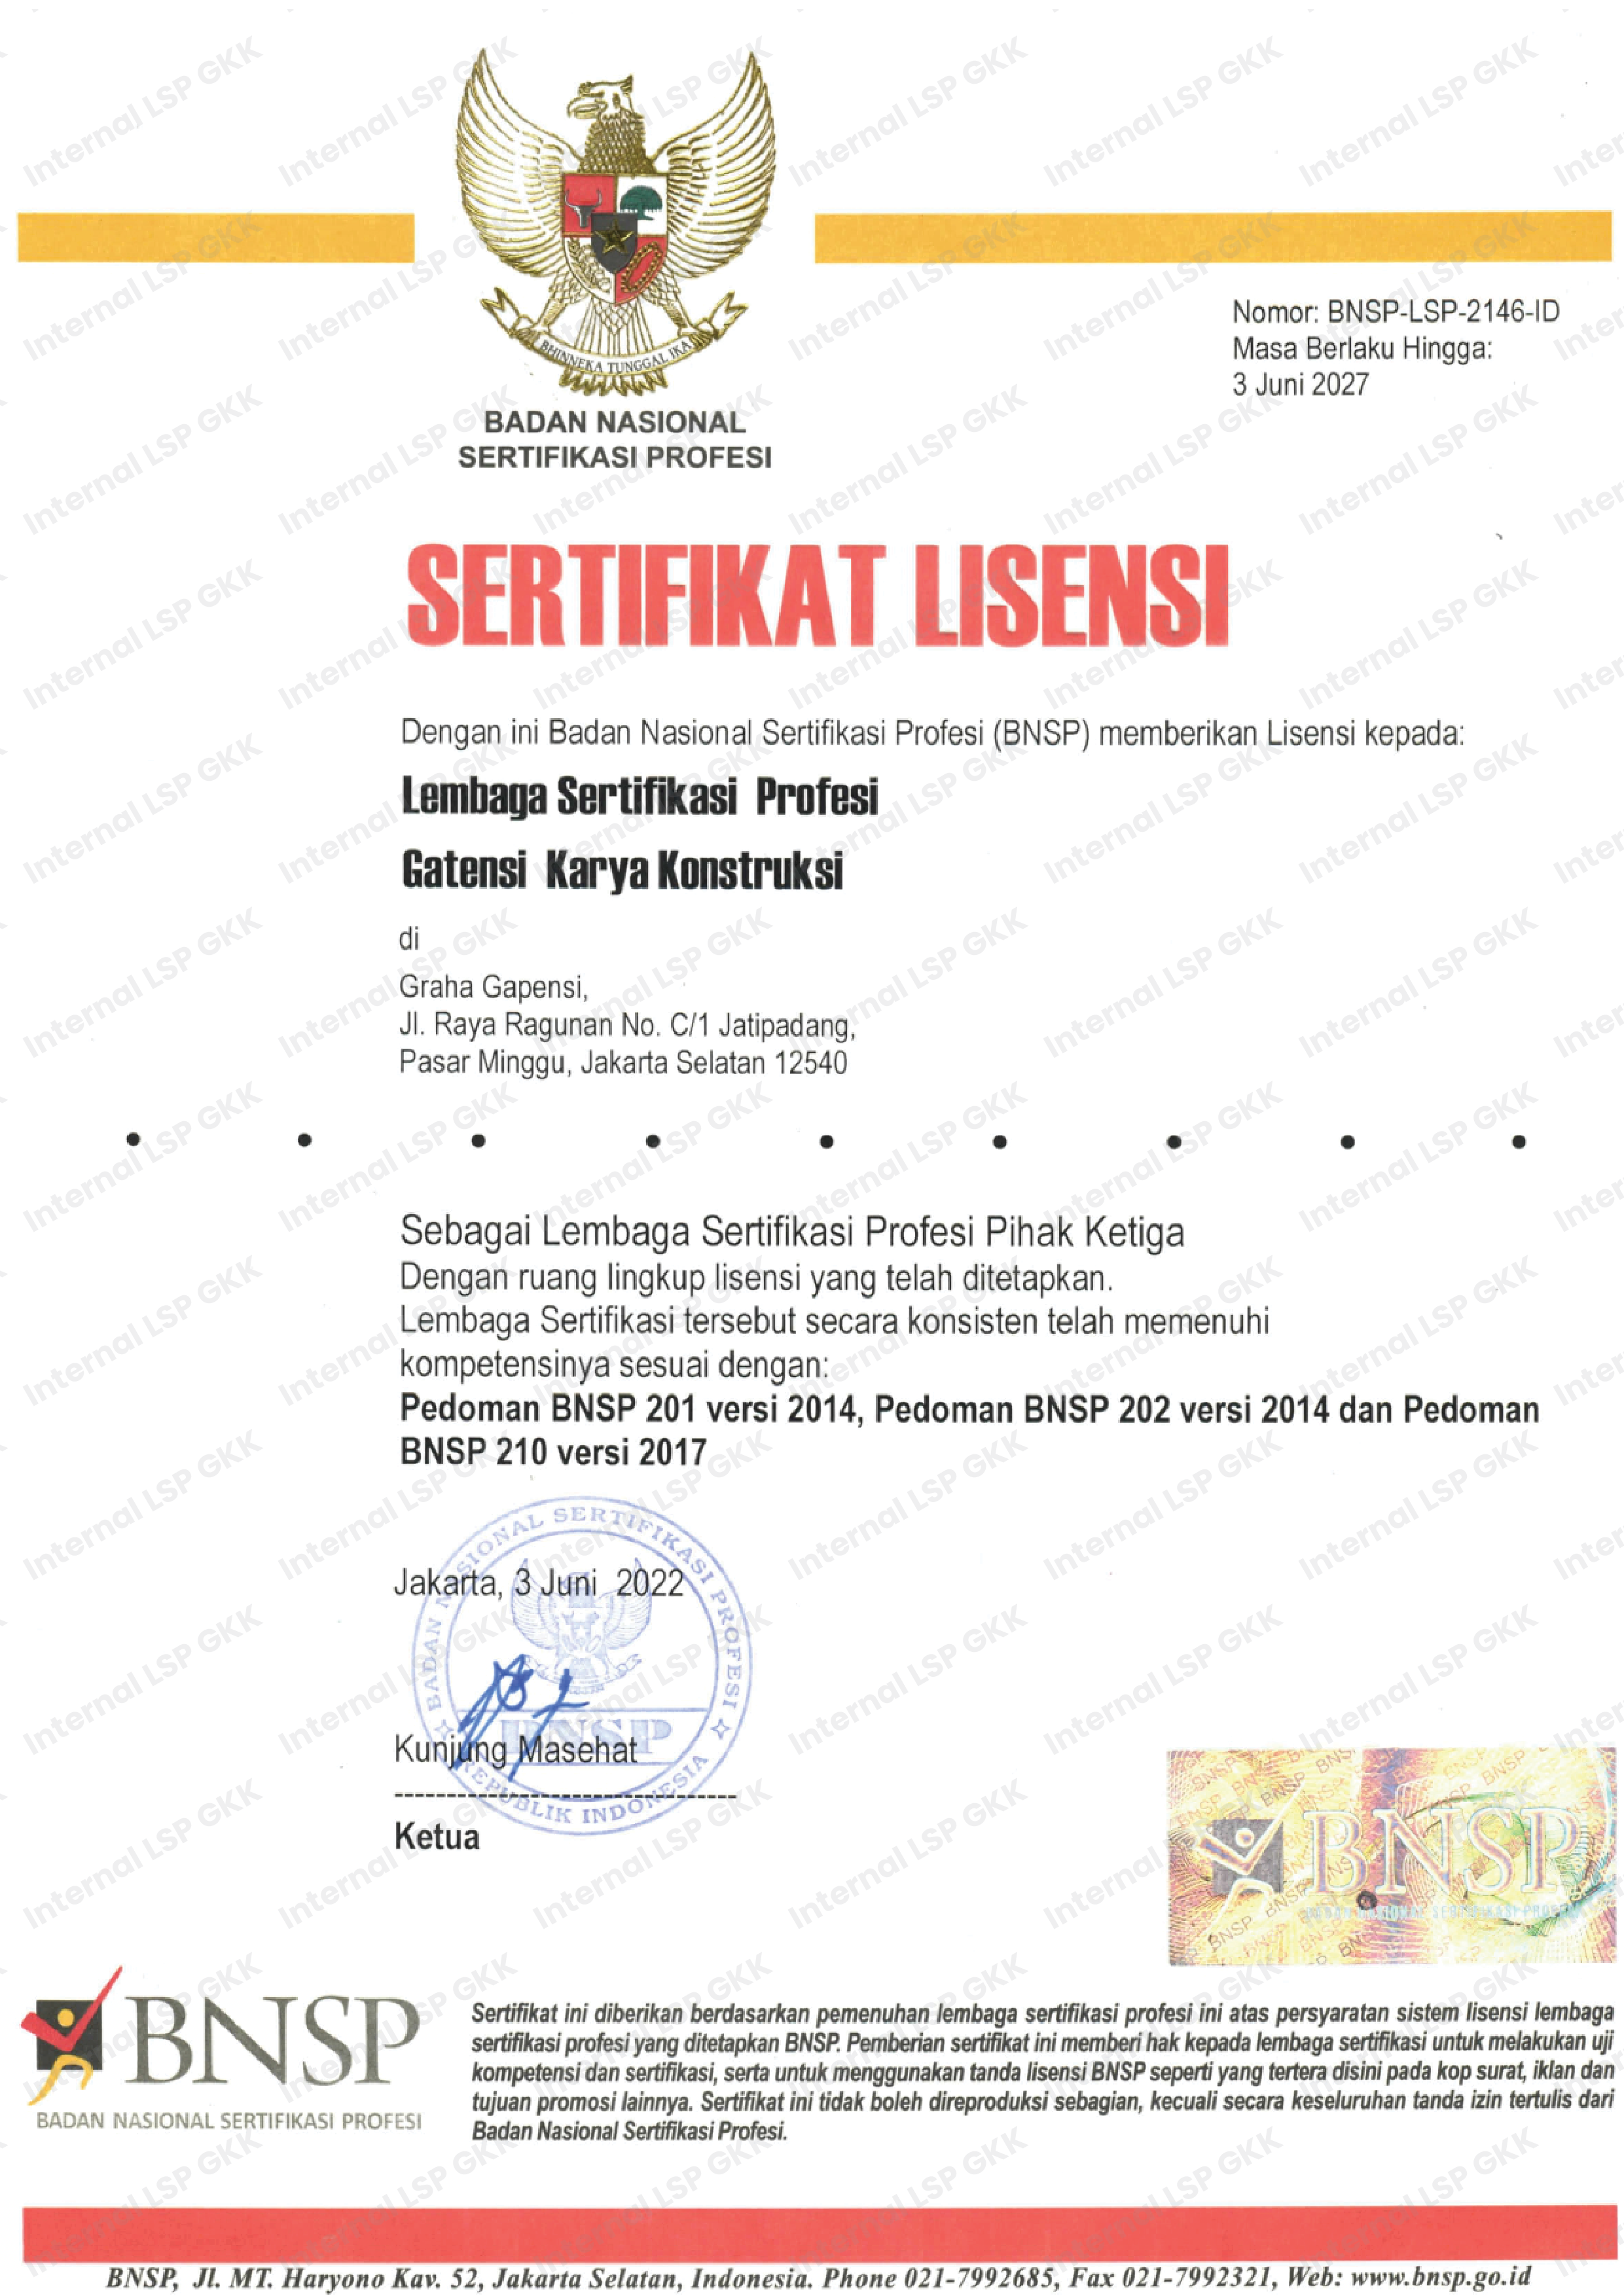 BHINNEKA TUNGGAL IKA
BADAN NASIONAL
SERTIFIKASI PROFESI
Nomor: BNSP-LSP-2146-ID
Masa Berlaku Hingga:
3 Juni 2027
SERTIFIKAT LISENSI
Dengan ini Badan Nasional Sertifikasi Profesi (BNSP) memberikan Lisensi kepada:
Lembaga Sertifikasi Profesi
Gatensi Karya Konstruksi
di
Graha Gapensi,
Jl. Raya Ragunan No. C/1 Jatipadang,
Pasar Minggu, Jakarta Selatan 12540
Sebagai Lembaga Sertifikasi Profesi Pihak Ketiga
Dengan ruang lingkup lisensi yang telah ditetapkan.
Lembaga Sertifikasi tersebut secara konsisten telah memenuhi
kompetensinya sesuai dengan:
Pedoman BNSP 201 versi 2014, Pedoman BNSP 202 versi 2014 dan Pedoman
BNSP 210 versi 2017
Jakarta, 3 Juni 2022
BADAN NASIONAL SERTIFIKASI PROFESI
BNSP
REPUBLIK INDONESIA
Kunjung Masehat
Ketua
BNSP
BADAN NASIONAL SERTIFIKASI PROFESI
BNSP
BADAN NASIONAL SERTIFIKASI PROFESI
Sertifikat ini diberikan berdasarkan pemenuhan lembaga sertifikasi profesi ini atas persyaratan sistem lisensi lembaga
sertifikasi profesi yang ditetapkan BNSP. Pemberian sertifikat ini memberi hak kepada lembaga sertifikasi untuk melakukan uji
kompetensi dan sertifikasi, serta untuk menggunakan tanda lisensi BNSP seperti yang tertera disini pada kop surat, iklan dan
tujuan promosi lainnya. Sertifikat ini tidak boleh direproduksi sebagian, kecuali secara keseluruhan tanda izin tertulis dari
Badan Nasional Sertifikasi Profesi.
BNSP, Jl. MT. Haryono Kav. 52, Jakarta Selatan, Indonesia. Phone 021-7992685, Fax 021-7992321, Web: www.bnsp.go.id
Internal LSP GKK